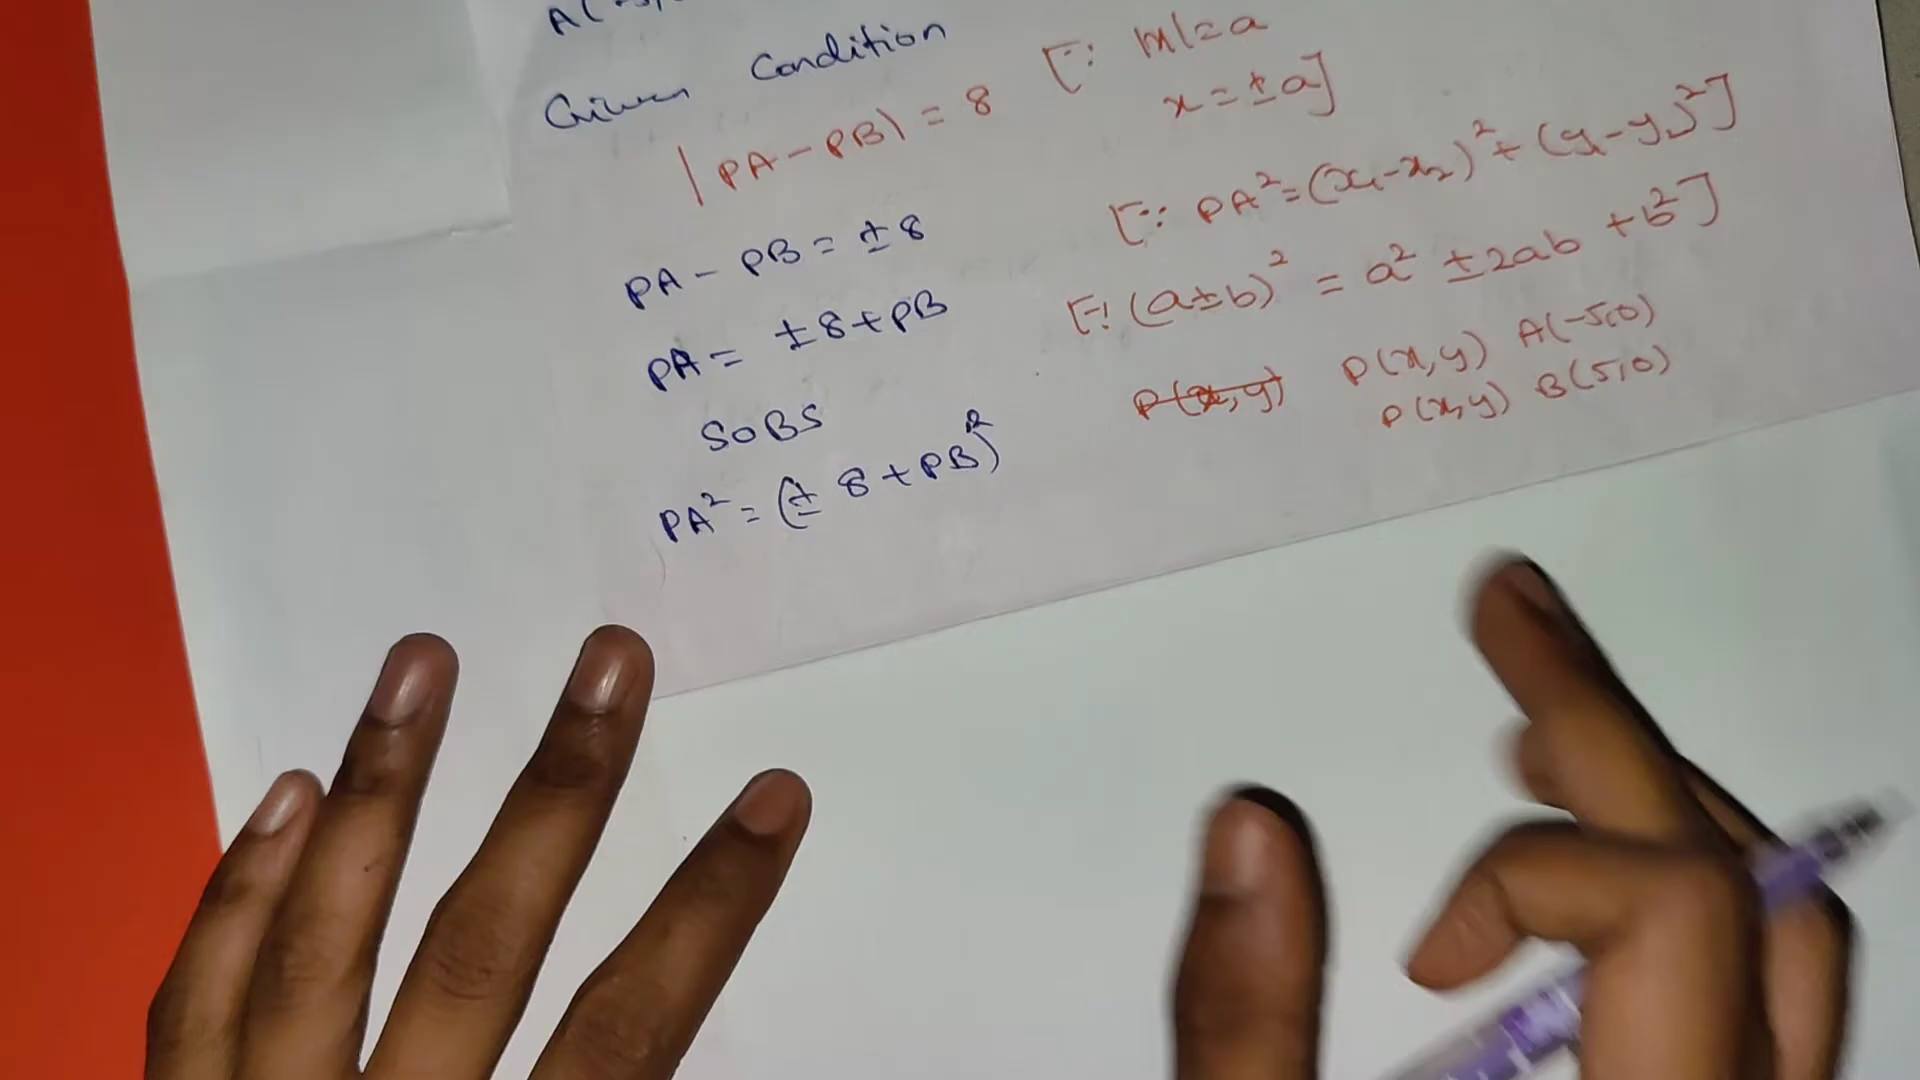 A(-5,
Given Condition
|PA-PB|=8 [∵ |x|=a
x=±a]
PA-PB=±8 [∵ PA²=(x₁-x₂)²+(y₁-y₂)²]
PA=±8+PB [∵ (a±b)²=a²±2ab+b²]
SOBS P(x,y) P(x,y) A(-5,0)
P(x,y) B(5,0)
PA²=(±8+PB)²